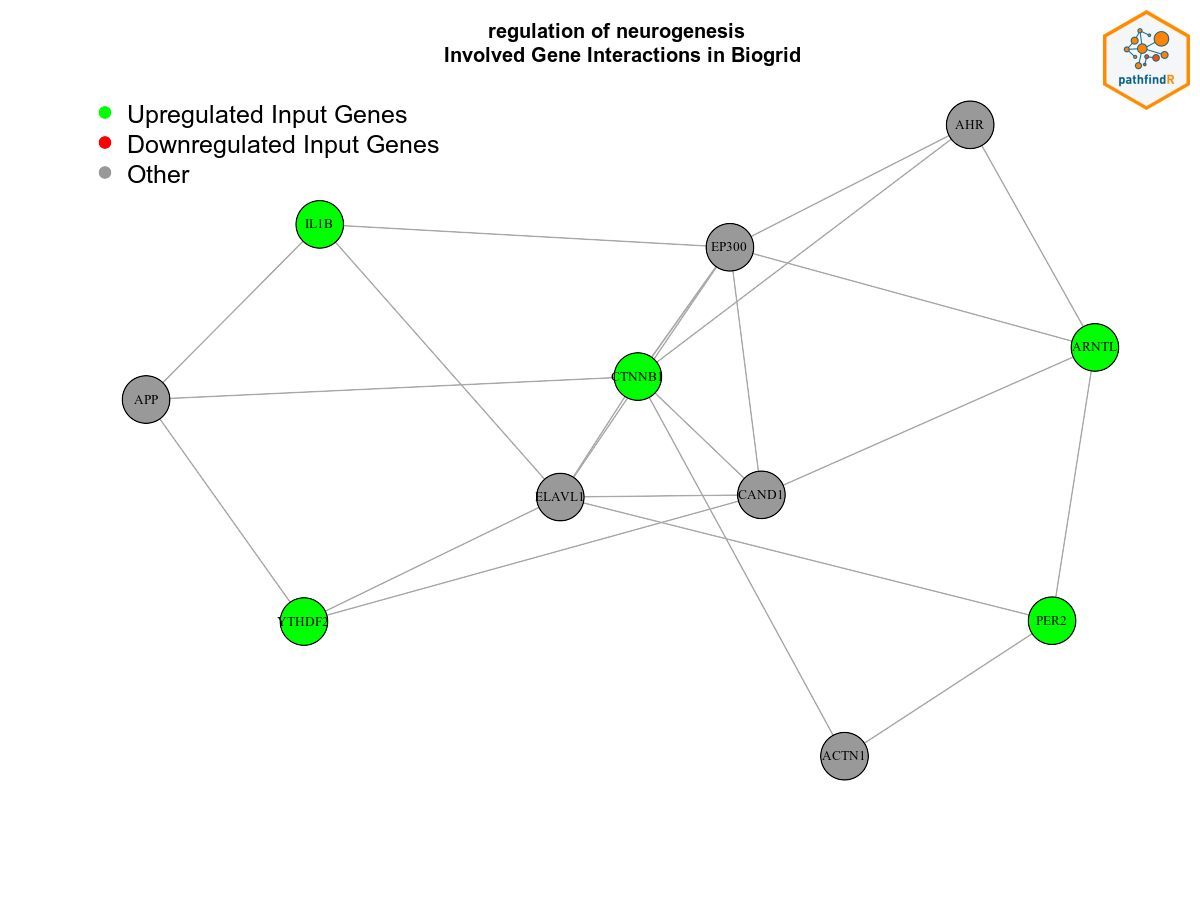 regulation of neurogenesis
Involved Gene Interactions in Biogrid
pathfindR
Upregulated Input Genes
Downregulated Input Genes
Other
AHR
IL1B
EP300
ARNTL
CTNNB1
APP
ELAVL1
CAND1
YTHDF2
PER2
ACTN1